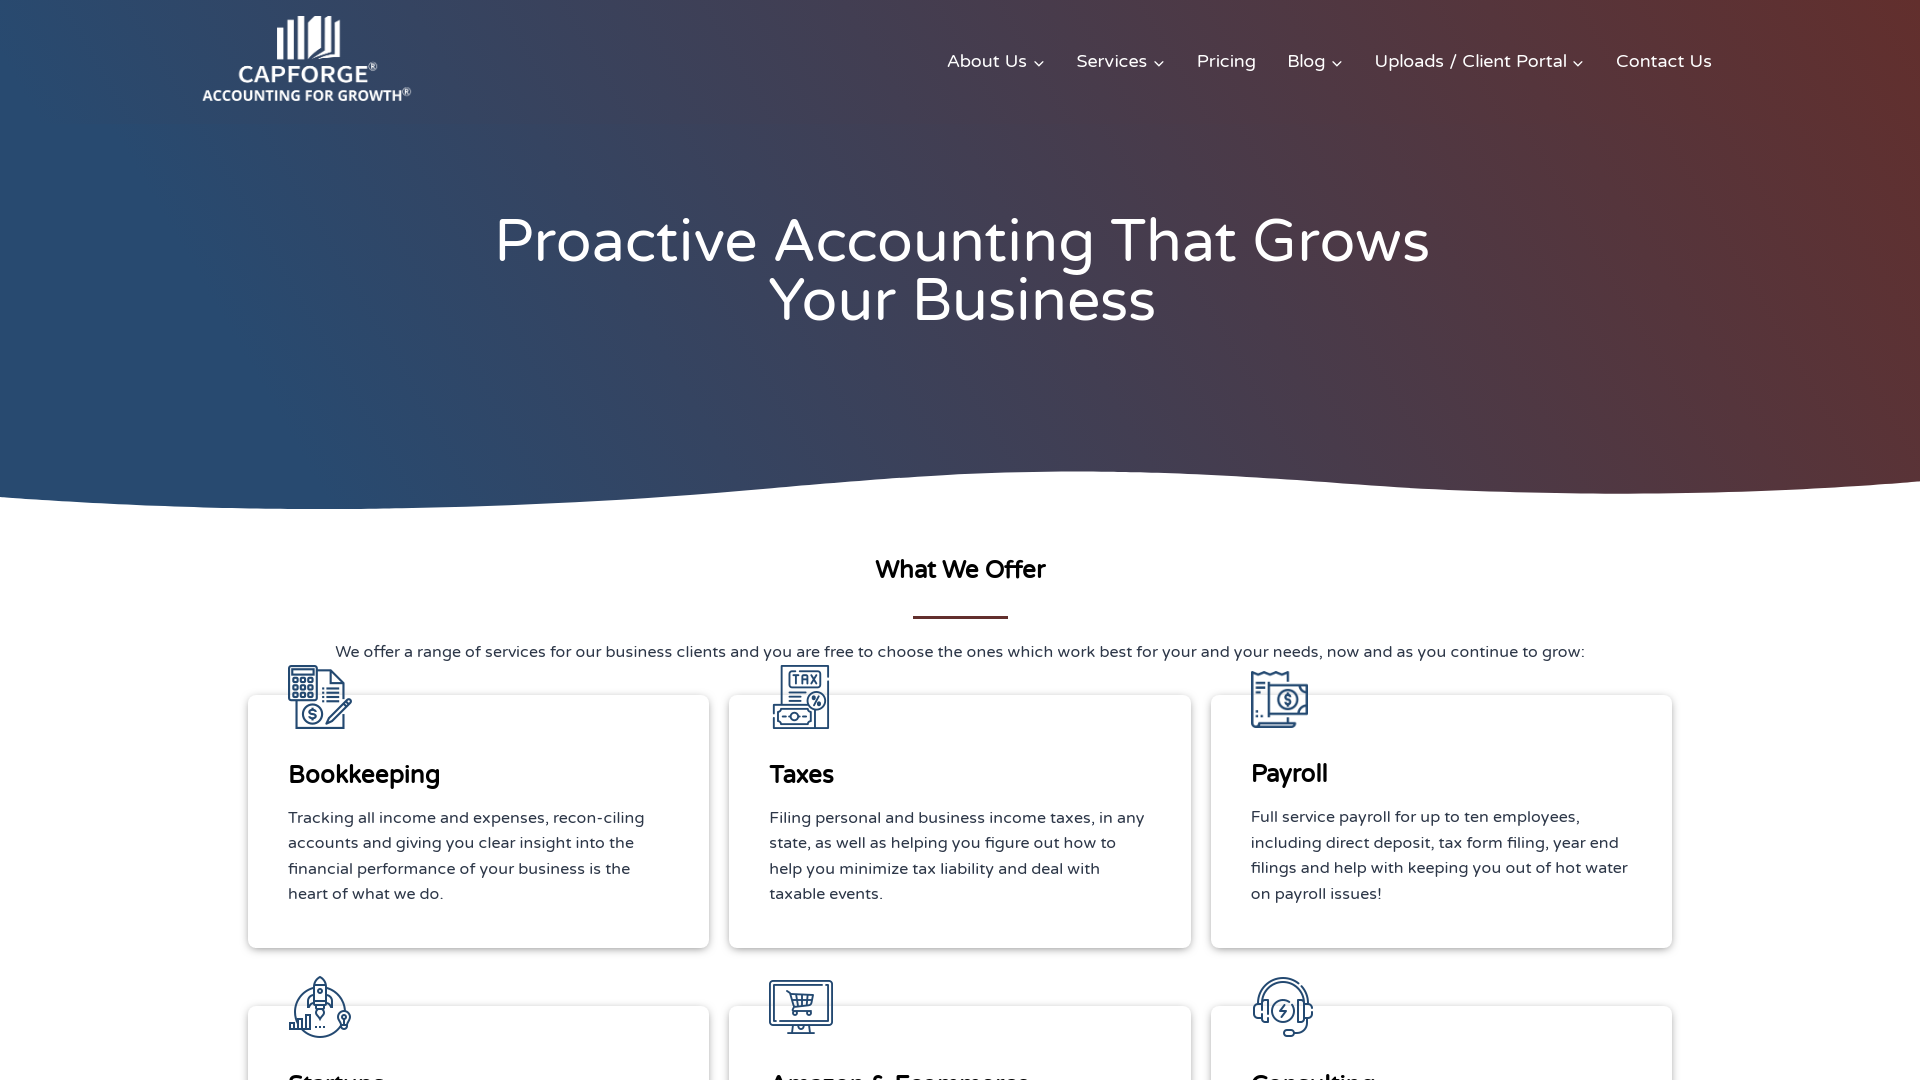 CAPFORGE®
ACCOUNTING FOR GROWTH®
About Us
Services
Pricing
Blog
Uploads / Client Portal
Contact Us
Proactive Accounting That Grows
Your Business
What We Offer
We offer a range of services for our business clients and you are free to choose the ones which work best for your and your needs, now and as you continue to grow:
TAX
Bookkeeping
Tracking all income and expenses, recon-ciling
accounts and giving you clear insight into the
financial performance of your business is the
heart of what we do.
Taxes
Filing personal and business income taxes, in any
state, as well as helping you figure out how to
help you minimize tax liability and deal with
taxable events.
Payroll
Full service payroll for up to ten employees,
including direct deposit, tax form filing, year end
filings and help with keeping you out of hot water
on payroll issues!
Startups
Amazon & Ecommerce
Consulting